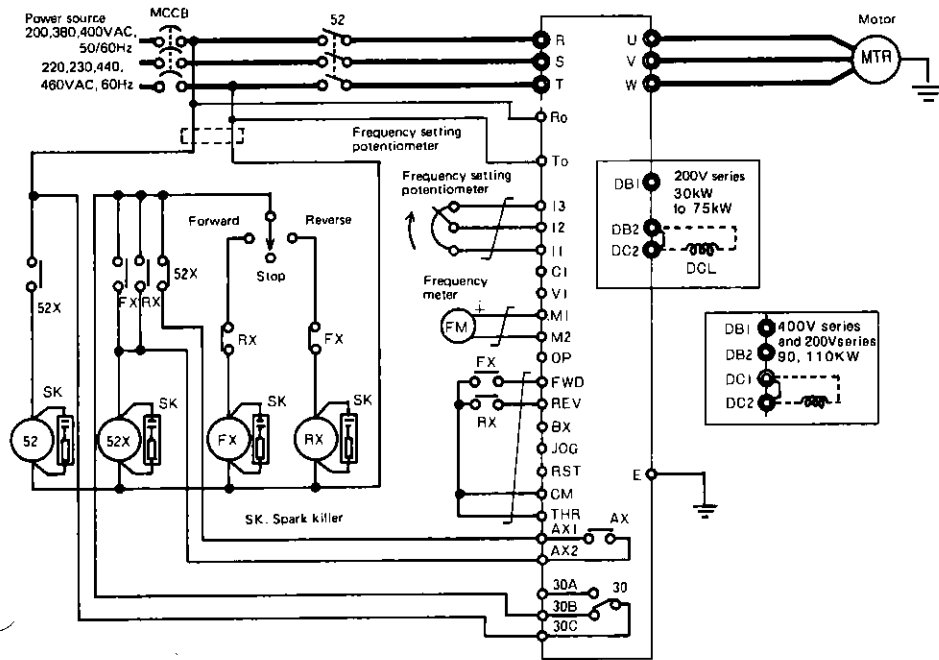 Power source
200,380,400VAC,
50/60Hz
220,230,440,
460VAC, 60Hz
MCCB
52
R
S
T
U
V
W
Motor
MTR
Ro
To
Frequency setting
potentiometer
Frequency setting
potentiometer
I3
I2
I1
C1
V1
Frequency
meter
+
FM
M1
M2
OP
FX
FWD
REV
RX
BX
JOG
RST
CM
THR
AX1
AX
AX2
30A
30
30B
30C
E
DB1
DB2
DC2
200V series
30kW
to 75kW
DCL
DB1
DB2
DC1
DC2
400V series
and 200Vseries
90, 110KW
Forward
Reverse
Stop
52X
FX
RX
52X
RX
FX
SK
52
SK
52X
SK
FX
SK
RX
SK. Spark killer